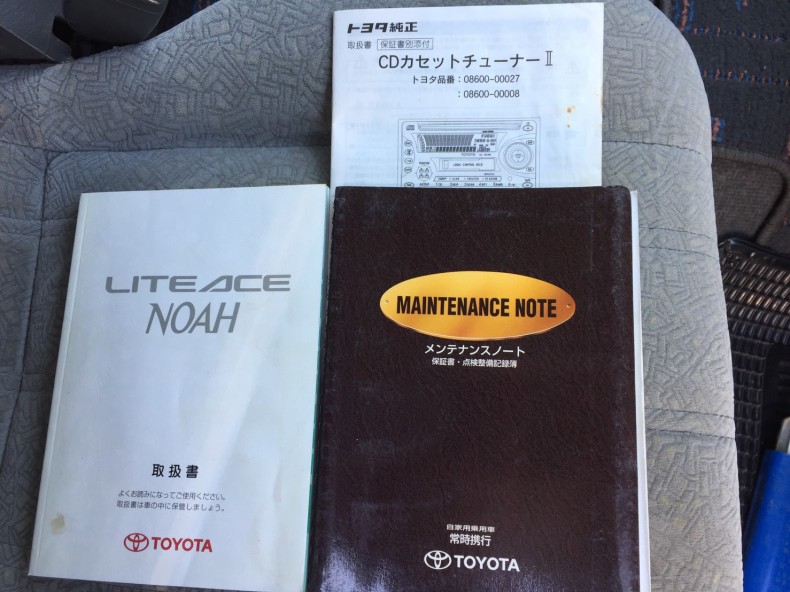 トヨタ純正
取扱書 保証書別添付
CDカセットチューナーⅡ
トヨタ品番：08600-00027
：08600-00008
LITEACE
NOAH
取扱書
よくお読みになってご使用ください。
取扱書は車の中に保管しましょう。
TOYOTA
MAINTENANCE NOTE
メンテナンスノート
保証書・点検整備記録簿
自家用乗用車
常時携行
TOYOTA